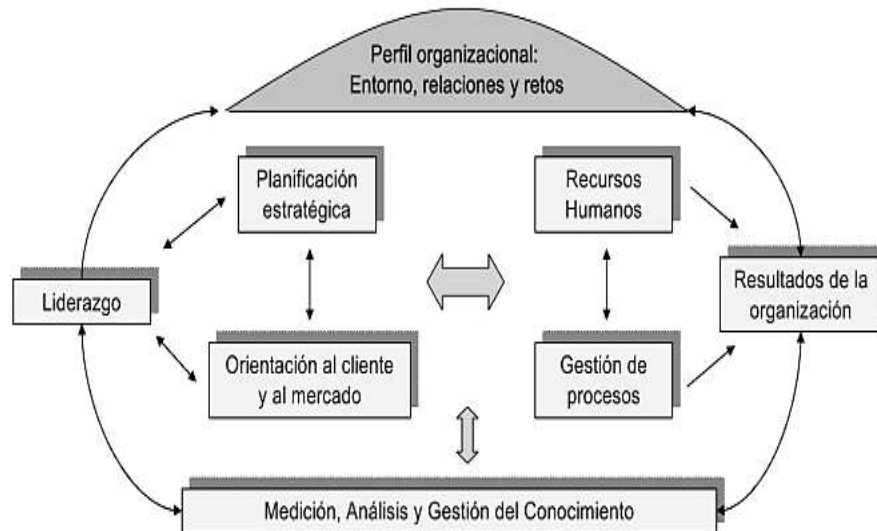 Perfil organizacional:
Entorno, relaciones y retos
Planificación
estratégica
Recursos
Humanos
Liderazgo
Resultados de la
organización
Orientación al cliente
y al mercado
Gestión de
procesos
Medición, Análisis y Gestión del Conocimiento